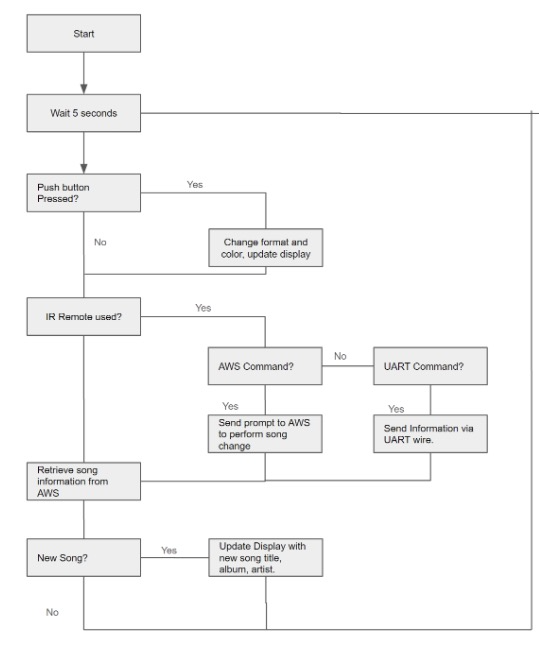 Start
Wait 5 seconds
Push button
Pressed?
Yes
No
Change format and
color, update display
IR Remote used?
Yes
AWS Command?
No
UART Command?
Yes
Send prompt to AWS
to perform song
change
Yes
Send Information via
UART wire.
Retrieve song
information from
AWS
New Song?
Yes
Update Display with
new song title,
album, artist.
No